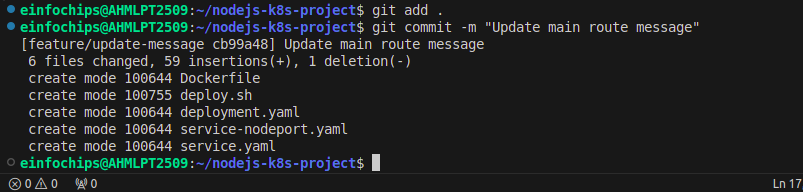 einfochips@AHMLPT2509:~/nodejs-k8s-project$ git add .
einfochips@AHMLPT2509:~/nodejs-k8s-project$ git commit -m "Update main route message"
[feature/update-message cb99a48] Update main route message
 6 files changed, 59 insertions(+), 1 deletion(-)
 create mode 100644 Dockerfile
 create mode 100755 deploy.sh
 create mode 100644 deployment.yaml
 create mode 100644 service-nodeport.yaml
 create mode 100644 service.yaml
einfochips@AHMLPT2509:~/nodejs-k8s-project$
0 0 0 Ln 17